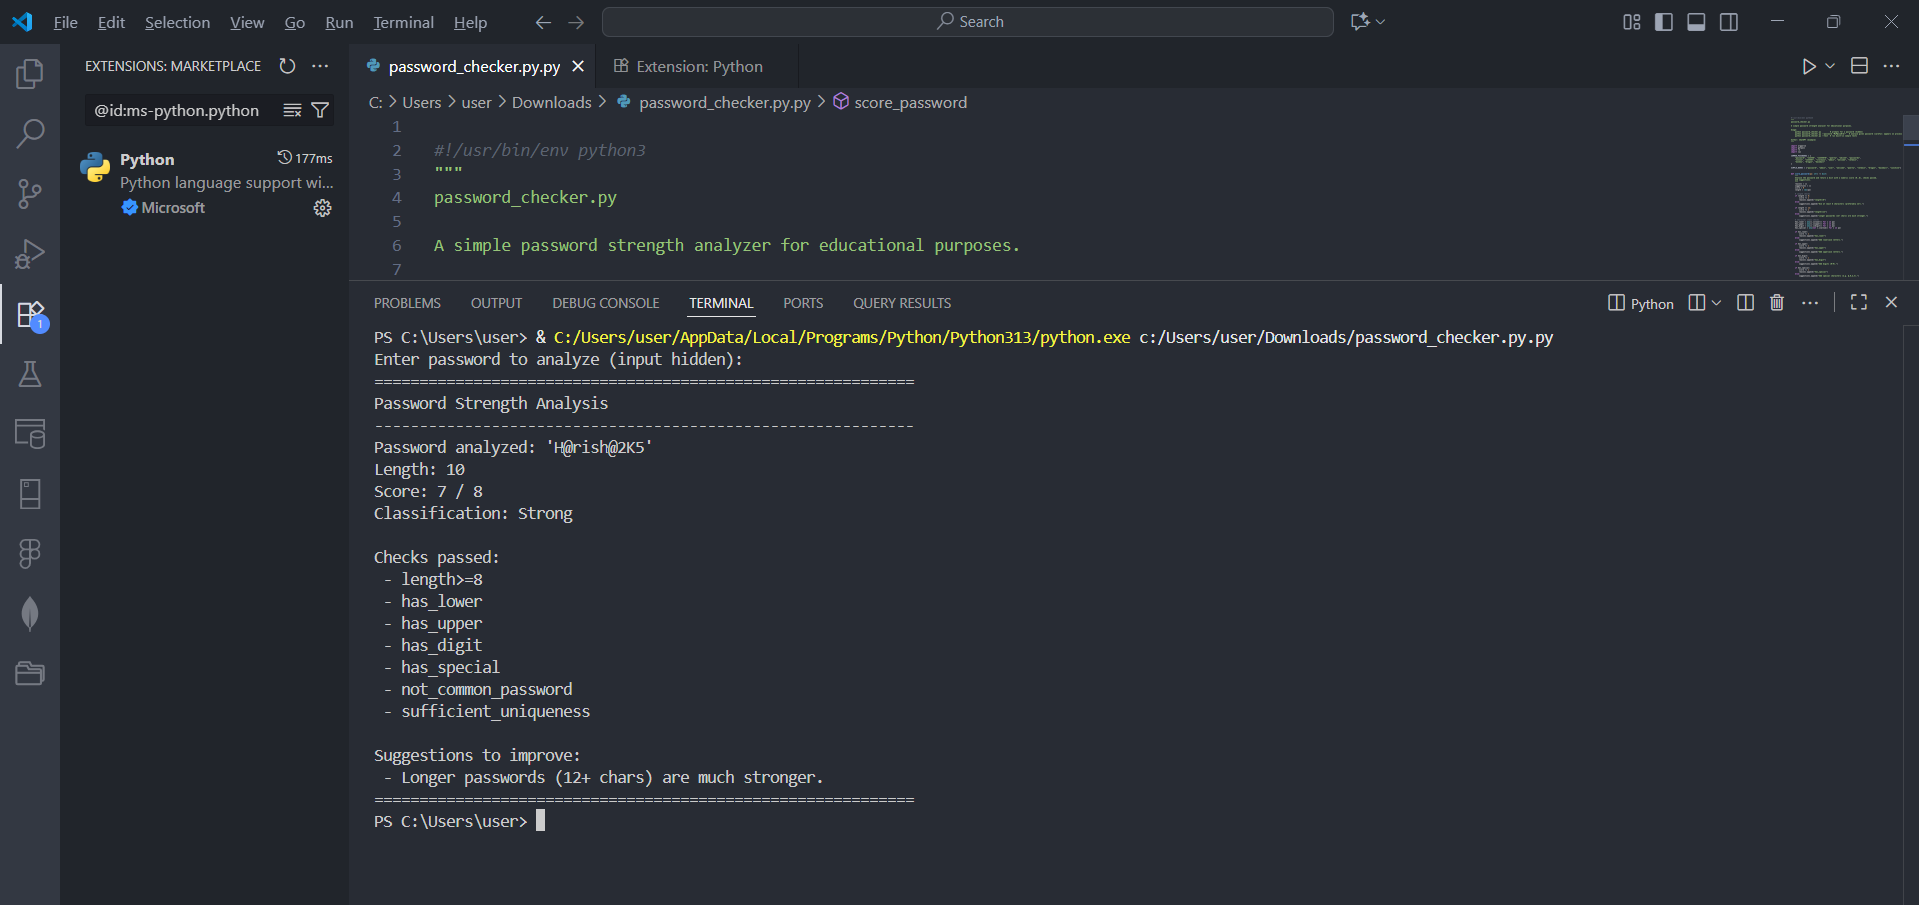 File Edit Selection View Go Run Terminal Help
Search
EXTENSIONS: MARKETPLACE
@id:ms-python.python
Python 177ms
Python language support wi...
Microsoft
1
password_checker.py.py
Extension: Python
C: > Users > user > Downloads > password_checker.py.py > score_password
1
2 #!/usr/bin/env python3
3 """
4 password_checker.py
5
6 A simple password strength analyzer for educational purposes.
7
PROBLEMS OUTPUT DEBUG CONSOLE TERMINAL PORTS QUERY RESULTS
Python
PS C:\Users\user> & C:/Users/user/AppData/Local/Programs/Python/Python313/python.exe c:/Users/user/Downloads/password_checker.py.py
Enter password to analyze (input hidden):
============================================================
Password Strength Analysis
------------------------------------------------------------
Password analyzed: 'H@rish@2K5'
Length: 10
Score: 7 / 8
Classification: Strong
Checks passed:
- length>=8
- has_lower
- has_upper
- has_digit
- has_special
- not_common_password
- sufficient_uniqueness
Suggestions to improve:
- Longer passwords (12+ chars) are much stronger.
============================================================
PS C:\Users\user>